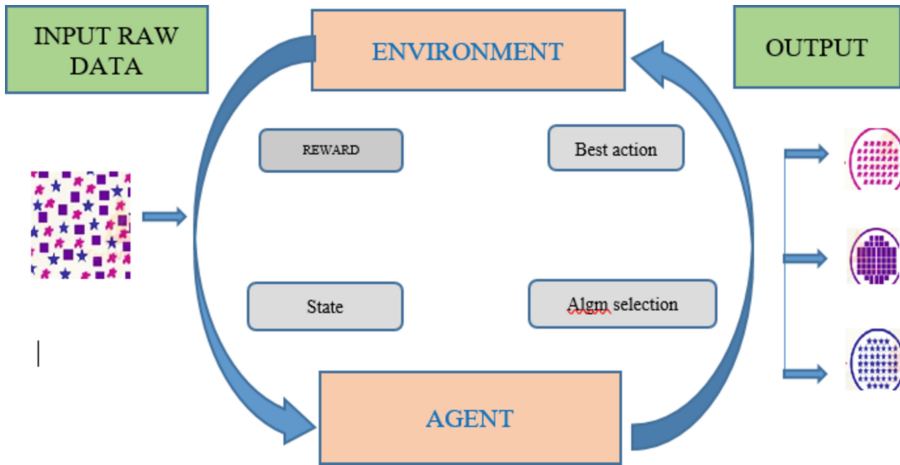 INPUT RAW
DATA
ENVIRONMENT
OUTPUT
REWARD
Best action
State
Algm selection
AGENT